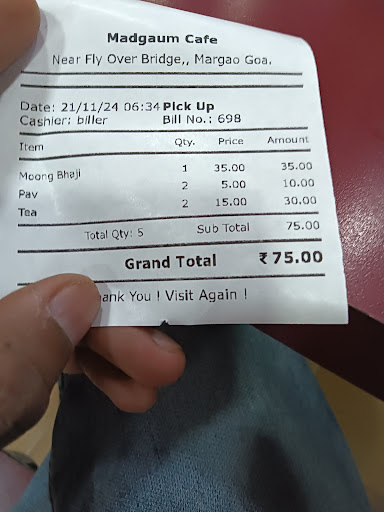 Madgaum Cafe
Near Fly Over Bridge,, Margao Goa.
Date: 21/11/24 06:34 Pick Up
Cashier: biller Bill No.: 698
Item Qty. Price Amount
Moong Bhaji 1 35.00 35.00
Pav 2 5.00 10.00
Tea 2 15.00 30.00
Total Qty: 5 Sub Total 75.00
Grand Total ₹ 75.00
You ! Visit Again !